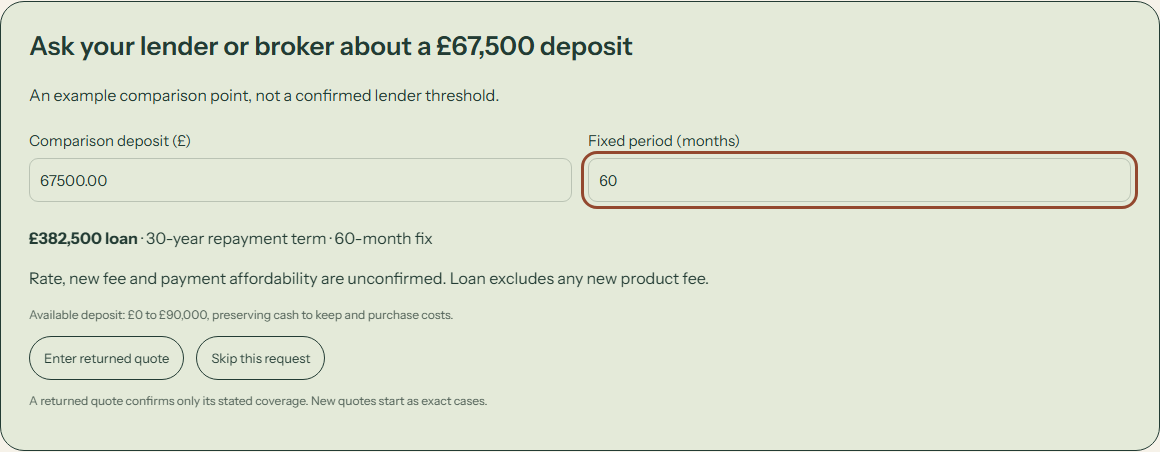 Ask your lender or broker about a £67,500 deposit
An example comparison point, not a confirmed lender threshold.
Comparison deposit (£)
Fixed period (months)
67500.00
60
£382,500 loan · 30-year repayment term · 60-month fix
Rate, new fee and payment affordability are unconfirmed. Loan excludes any new product fee.
Available deposit: £0 to £90,000, preserving cash to keep and purchase costs.
Enter returned quote
Skip this request
A returned quote confirms only its stated coverage. New quotes start as exact cases.